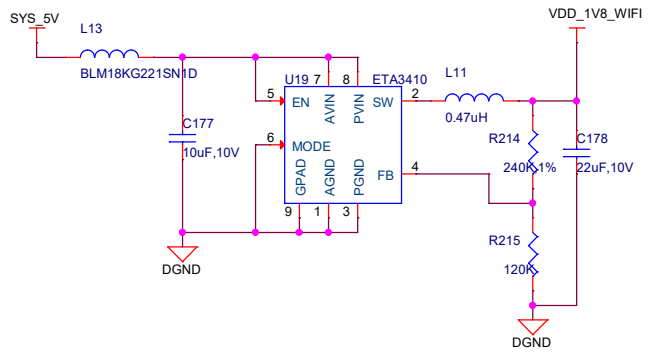 SYS_5V
VDD_1V8_WIFI
L13
BLM18KG221SN1D
U19
7
8
ETA3410
L11
5
EN
AVIN
PVIN
SW
2
0.47uH
C177
10uF,10V
6
MODE
R214
240K,1%
C178
22uF,10V
GPAD
AGND
PGND
FB
4
9
1
3
R215
120K
DGND
DGND